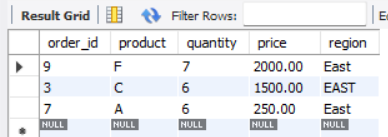 Result Grid Filter Rows: E
order_id product quantity price region
9 F 7 2000.00 East
3 C 6 1500.00 EAST
7 A 6 250.00 East
NULL NULL NULL NULL NULL